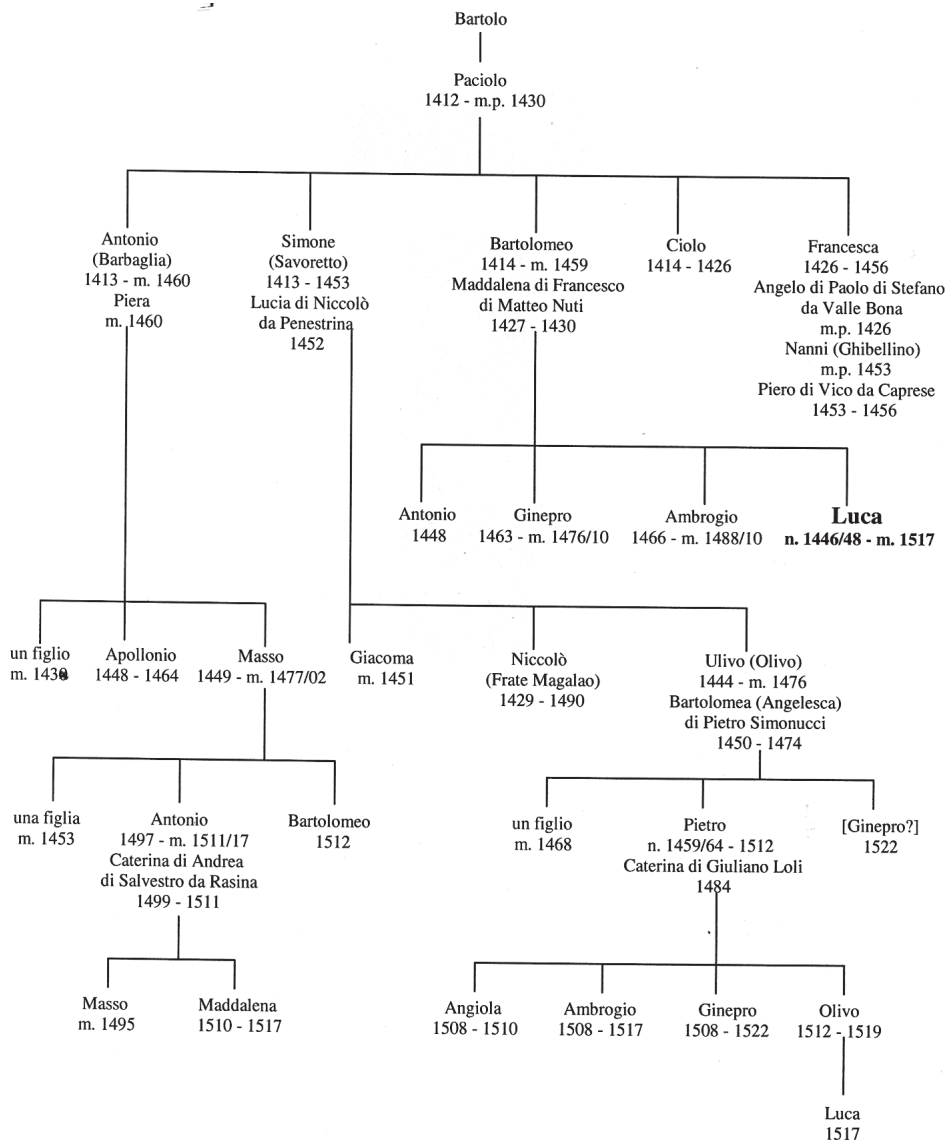 Bartolo
Paciolo
1412 - m.p. 1430
Antonio
(Barbaglia)
1413 - m. 1460
Piera
m. 1460
Simone
(Savoretto)
1413 - 1453
Lucia di Niccolò
da Penestrina
1452
Bartolomeo
1414 - m. 1459
Maddalena di Francesco
di Matteo Nuti
1427 - 1430
Ciolo
1414 - 1426
Francesca
1426 - 1456
Angelo di Paolo di Stefano
da Valle Bona
m.p. 1426
Nanni (Ghibellino)
m.p. 1453
Piero di Vico da Caprese
1453 - 1456
Antonio
1448
Ginepro
1463 - m. 1476/10
Ambrogio
1466 - m. 1488/10
Luca
n. 1446/48 - m. 1517
un figlio
m.
Apollonio
1448 - 1464
Masso
1449 - m. 1477/02
Giacoma
m. 1451
Niccolò
(Frate Magalao)
1429 - 1490
Ulivo (Olivo)
1444 - m. 1476
Bartolomea (Angelesca)
di Pietro Simonucci
1450 - 1474
una figlia
m. 1453
Antonio
1497 - m. 1511/17
Caterina di Andrea
di Salvestro da Rasina
1499 - 1511
Bartolomeo
1512
un figlio
m. 1468
Pietro
n. 1459/64 - 1512
Caterina di Giuliano Loli
1484
[Ginepro?]
1522
Masso
m. 1495
Maddalena
1510 - 1517
Angiola
1508 - 1510
Ambrogio
1508 - 1517
Ginepro
1508 - 1522
Olivo
1512 - 1519
Luca
1517